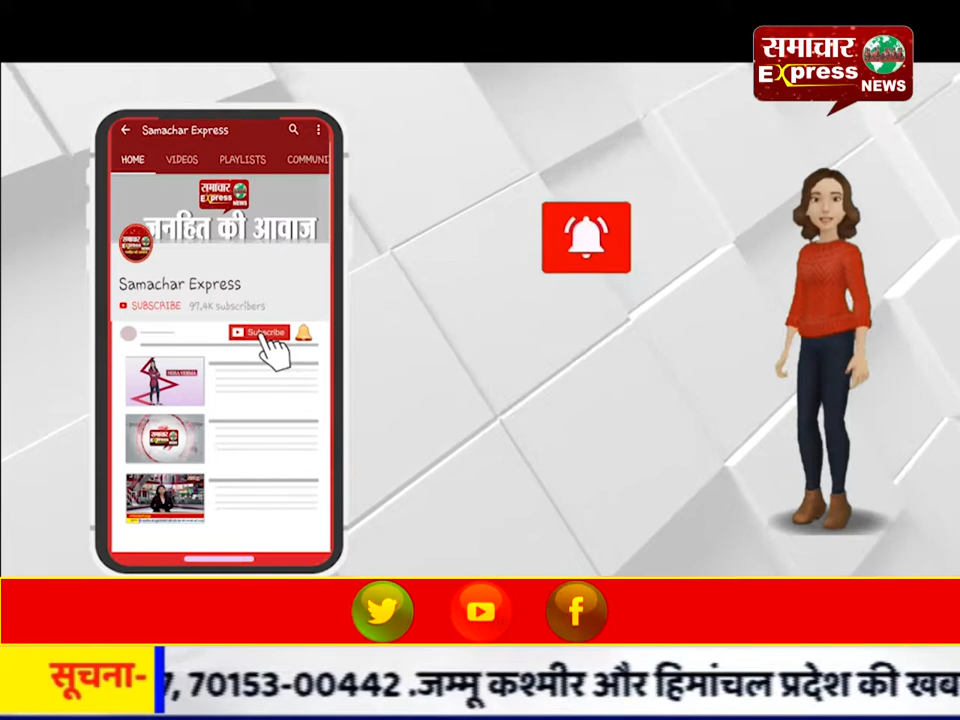 समाचार
Express
NEWS
Samachar Express
HOME VIDEOS PLAYLISTS COMMUNI
समाचार
Express
NEWS
जनहित की आवाज
Samachar Express
SUBSCRIBE 97.4K subscribers
Subscribe
सूचना- 7, 70153-00442 .जम्मू कश्मीर और हिमांचल प्रदेश की खब